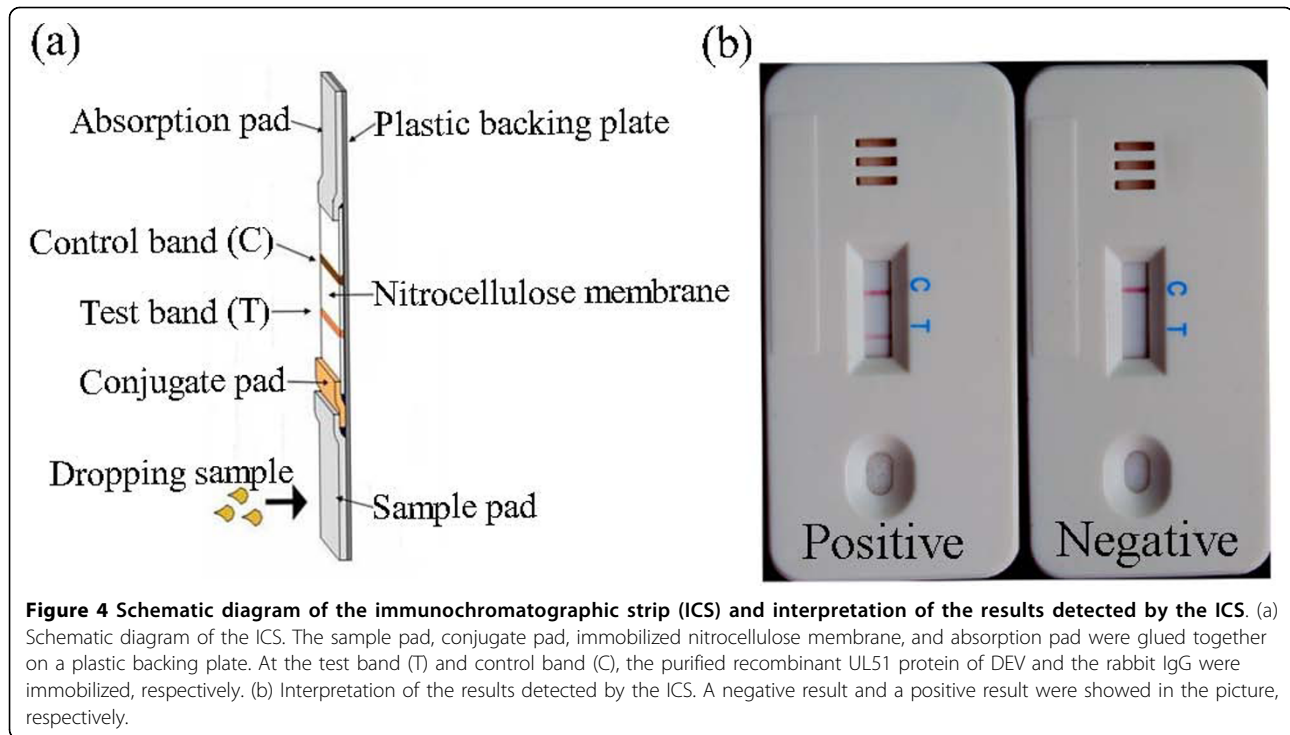 (a)
Absorption pad
Plastic backing plate
Control band (C)
Nitrocellulose membrane
Test band (T)
Conjugate pad
Dropping sample
Sample pad
(b)
C T
Positive
C T
Negative
Figure 4 Schematic diagram of the immunochromatographic strip (ICS) and interpretation of the results detected by the ICS. (a)
Schematic diagram of the ICS. The sample pad, conjugate pad, immobilized nitrocellulose membrane, and absorption pad were glued together
on a plastic backing plate. At the test band (T) and control band (C), the purified recombinant UL51 protein of DEV and the rabbit IgG were
immobilized, respectively. (b) Interpretation of the results detected by the ICS. A negative result and a positive result were showed in the picture,
respectively.